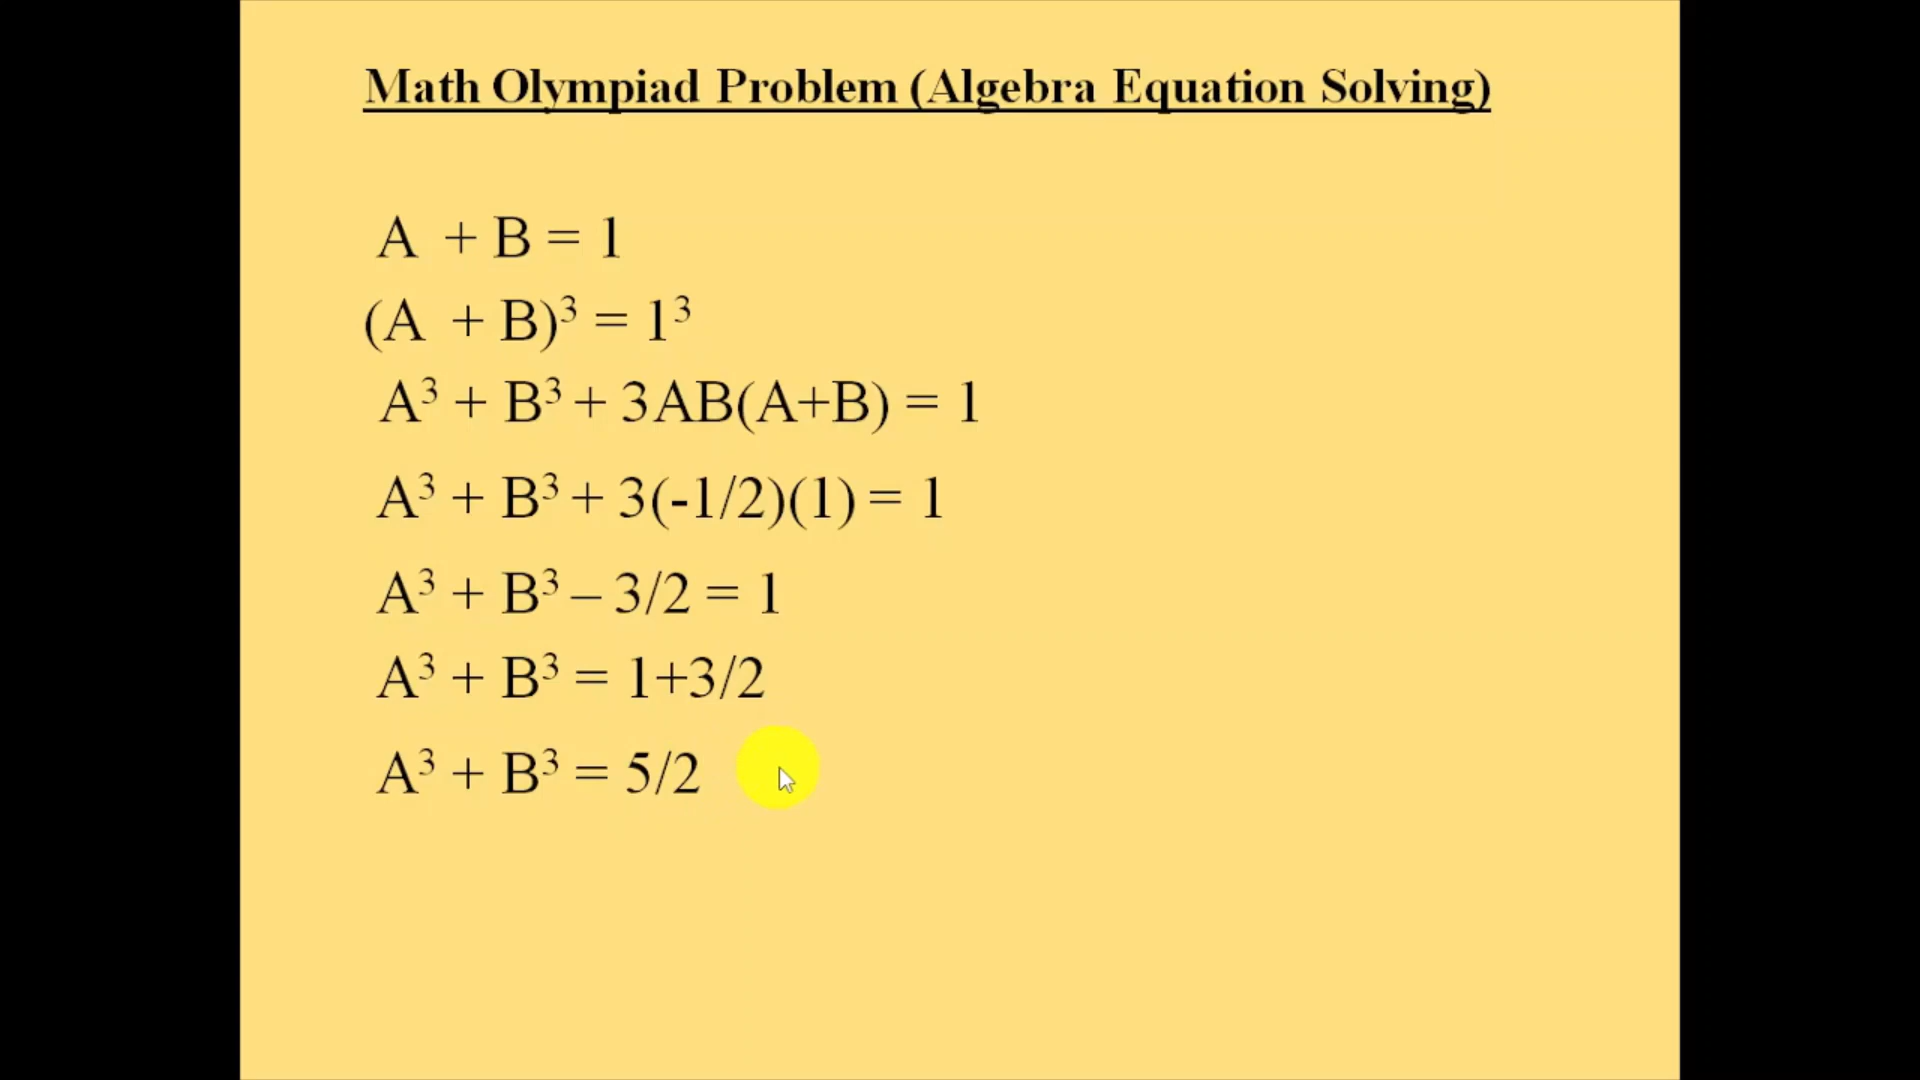 Math Olympiad Problem (Algebra Equation Solving)
A + B = 1
(A + B)³ = 1³
A³ + B³ + 3AB(A+B) = 1
A³ + B³ + 3(-1/2)(1) = 1
A³ + B³ – 3/2 = 1
A³ + B³ = 1+3/2
A³ + B³ = 5/2